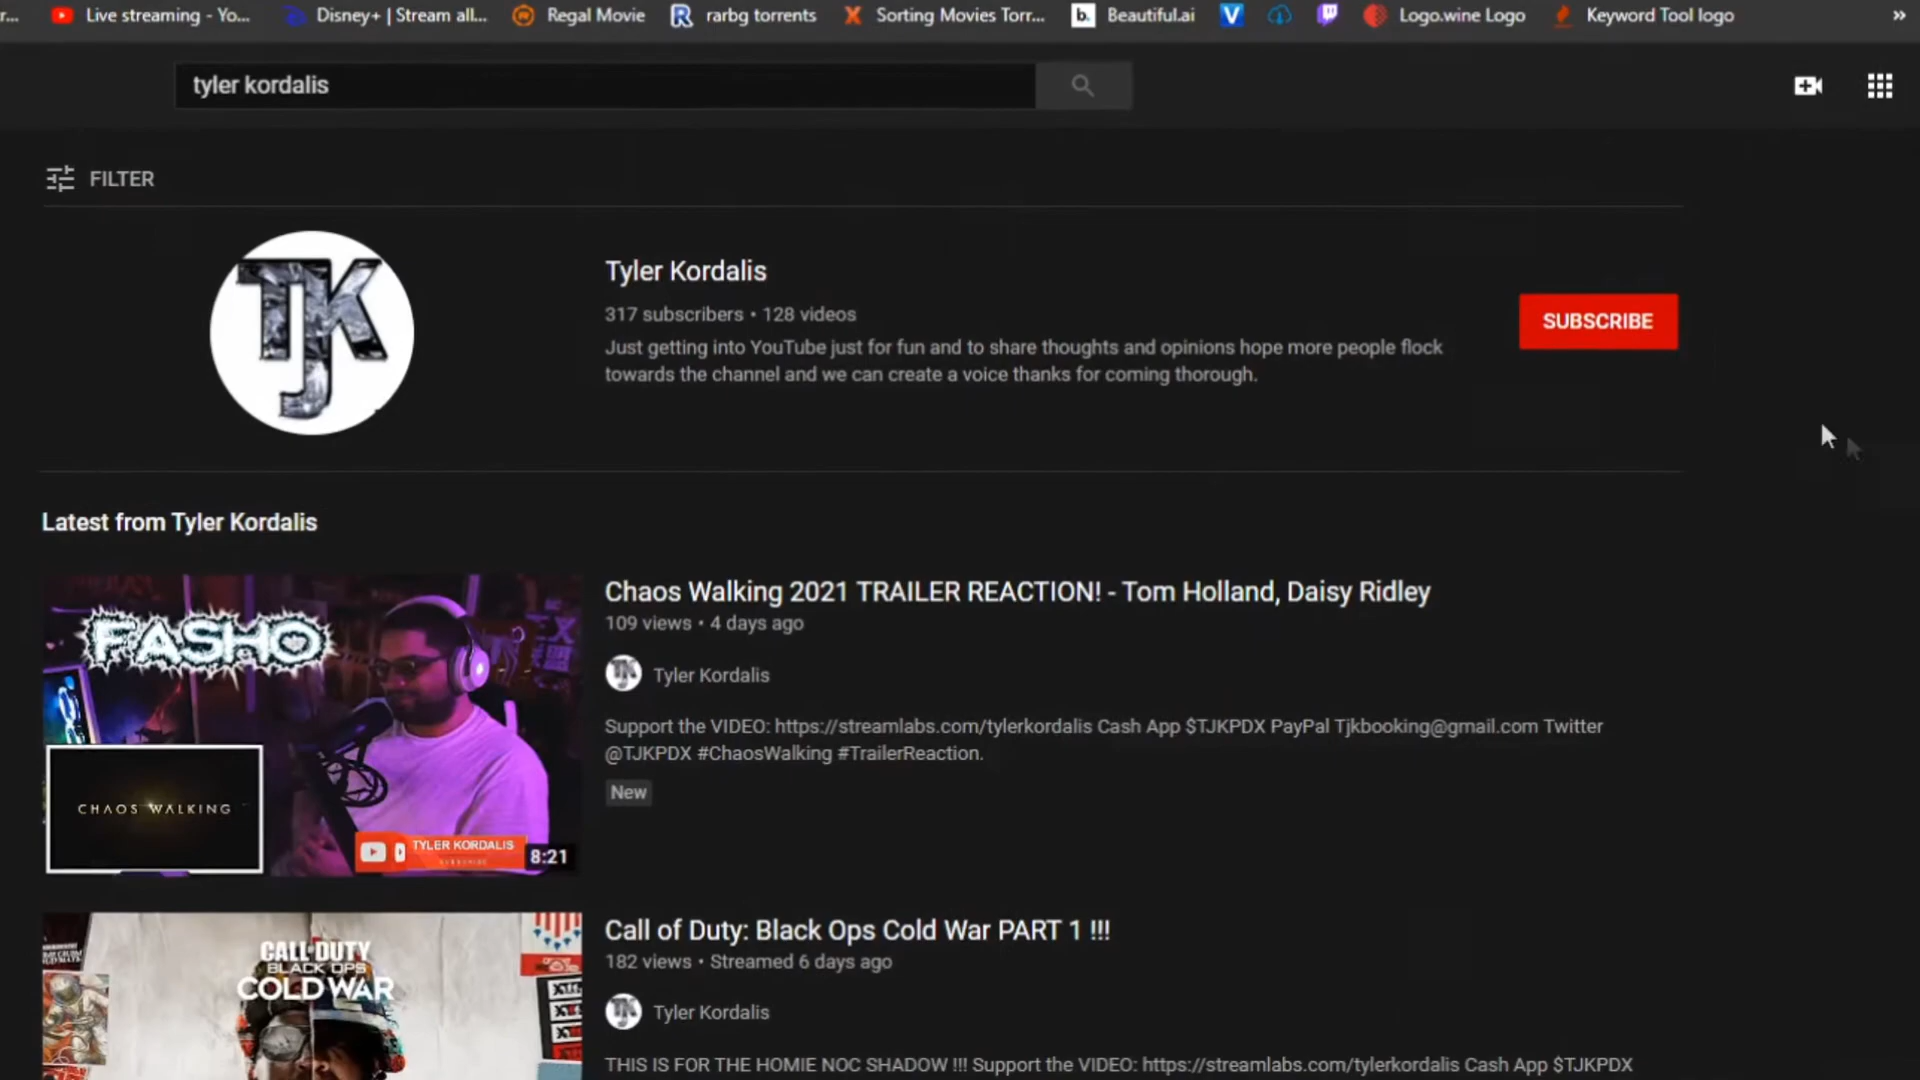 r... Live streaming - Yo... Disney+ | Stream all... Regal Movie rarbg torrents Sorting Movies Torr... b. Beautiful.ai Logo.wine Logo Keyword Tool logo »
tyler kordalis
FILTER
TJK
Tyler Kordalis
317 subscribers • 128 videos
Just getting into YouTube just for fun and to share thoughts and opinions hope more people flock
towards the channel and we can create a voice thanks for coming thorough.
SUBSCRIBE
Latest from Tyler Kordalis
FASHO
CHAOS WALKING
TYLER KORDALIS
SUBSCRIBE
8:21
Chaos Walking 2021 TRAILER REACTION! - Tom Holland, Daisy Ridley
109 views • 4 days ago
Tyler Kordalis
Support the VIDEO: https://streamlabs.com/tylerkordalis Cash App $TJKPDX PayPal Tjkbooking@gmail.com Twitter
@TJKPDX #ChaosWalking #TrailerReaction.
New
CALL OF DUTY
BLACK OPS
COLD WAR
Call of Duty: Black Ops Cold War PART 1 !!!
182 views • Streamed 6 days ago
Tyler Kordalis
THIS IS FOR THE HOMIE NOC SHADOW !!! Support the VIDEO: https://streamlabs.com/tylerkordalis Cash App $TJKPDX